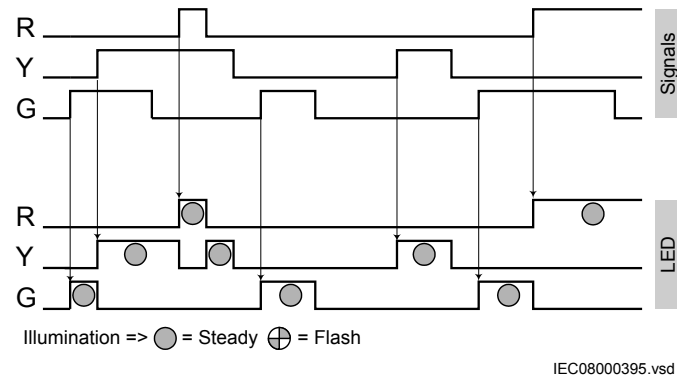 R
Y
G
Signals
R
Y
G
LED
Illumination => = Steady = Flash
IEC08000395.vsd